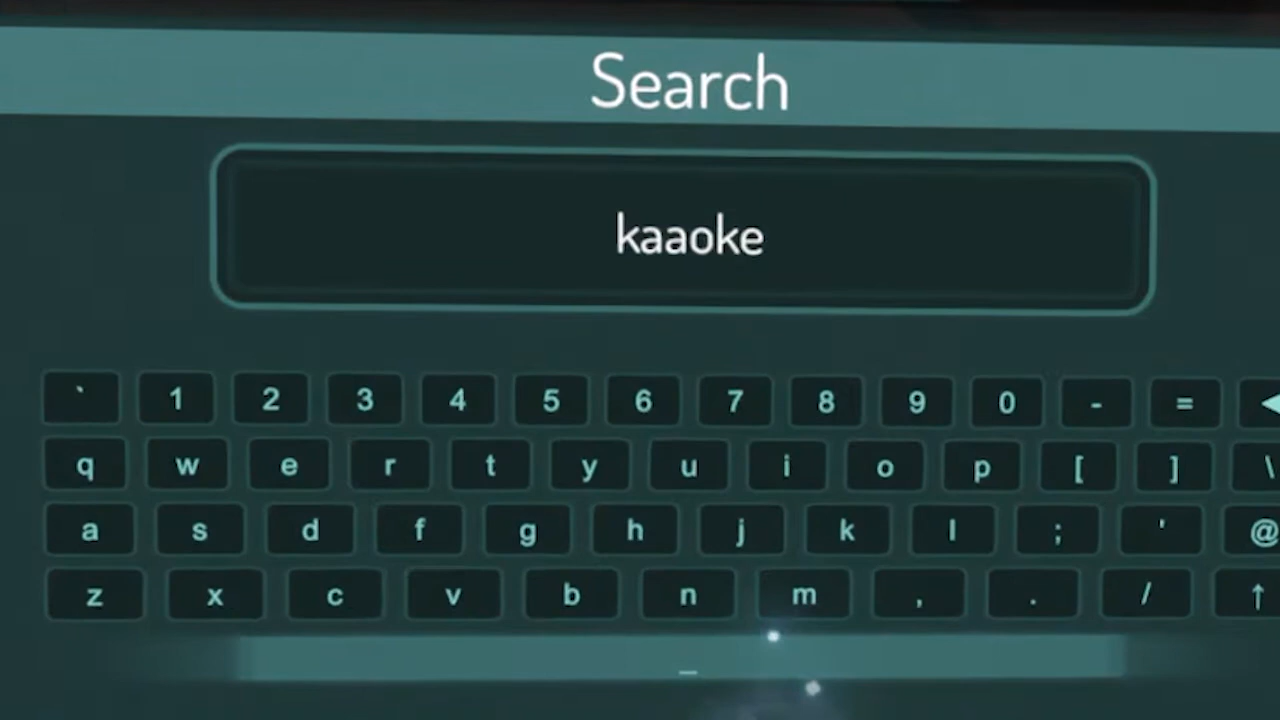 Search
kaaoke
` 1 2 3 4 5 6 7 8 9 0 - = ◀
q w e r t y u i o p [ ] \
a s d f g h j k l ; ' @
z x c v b n m , . / ↑
_